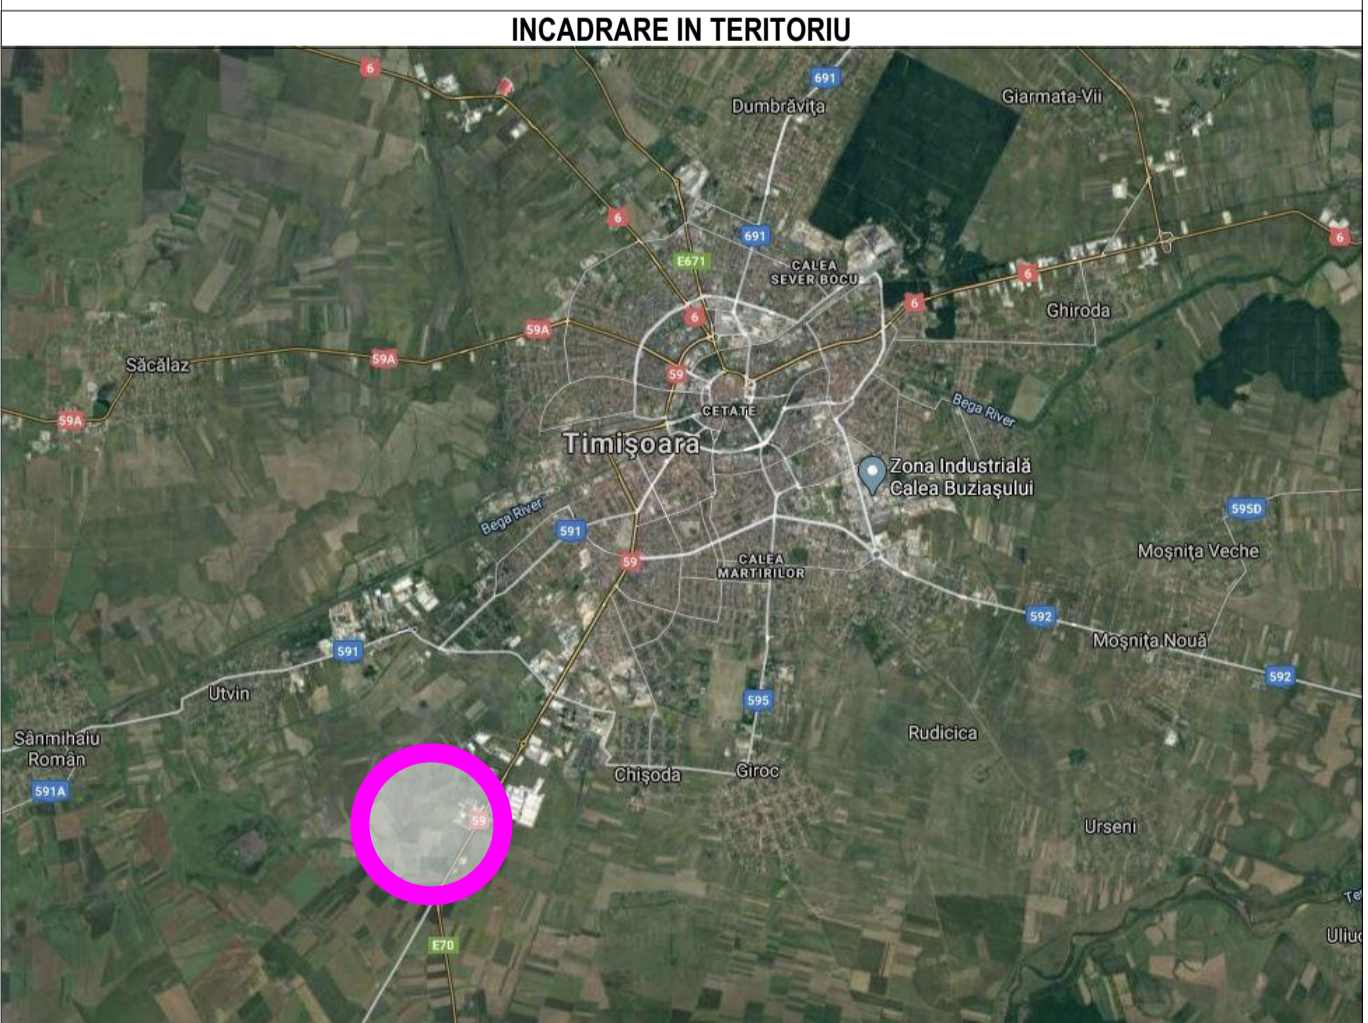 INCADRARE IN TERITORIU
6
691
Dumbrăvița
Giarmata-Vii
6
691
6
E671
CALEA
SEVER BOCU
6
6
Ghiroda
6
59A
59A
Săcălaz
59
59A
CETATE
Bega River
Timișoara
Zona Industrială
Calea Buziașului
Bega River
591
595D
Moșnița Veche
59
CALEA
MARTIRILOR
592
Moșnița Nouă
591
592
Utvin
595
Sânmihaiu
Român
Rudicica
Chișoda
Giroc
591A
59
Urseni
E70